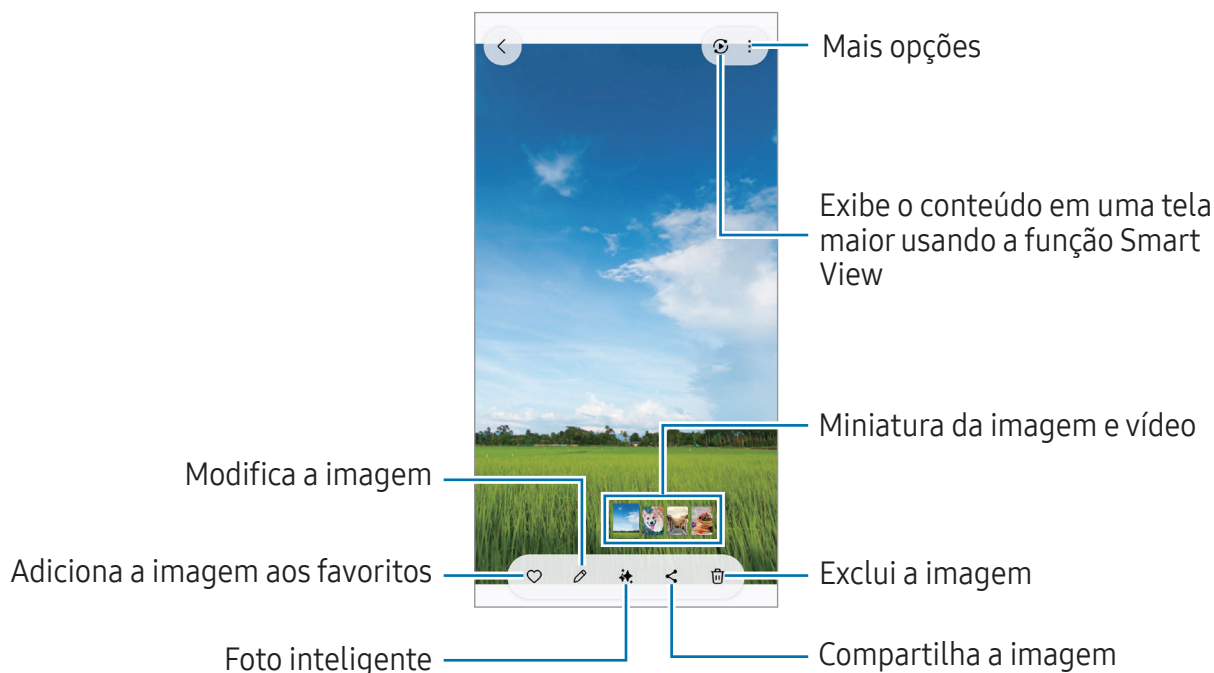 Mais opções
Exibe o conteúdo em uma tela
maior usando a função Smart
View
Miniatura da imagem e vídeo
Modifica a imagem
Adiciona a imagem aos favoritos
Exclui a imagem
Foto inteligente
Compartilha a imagem